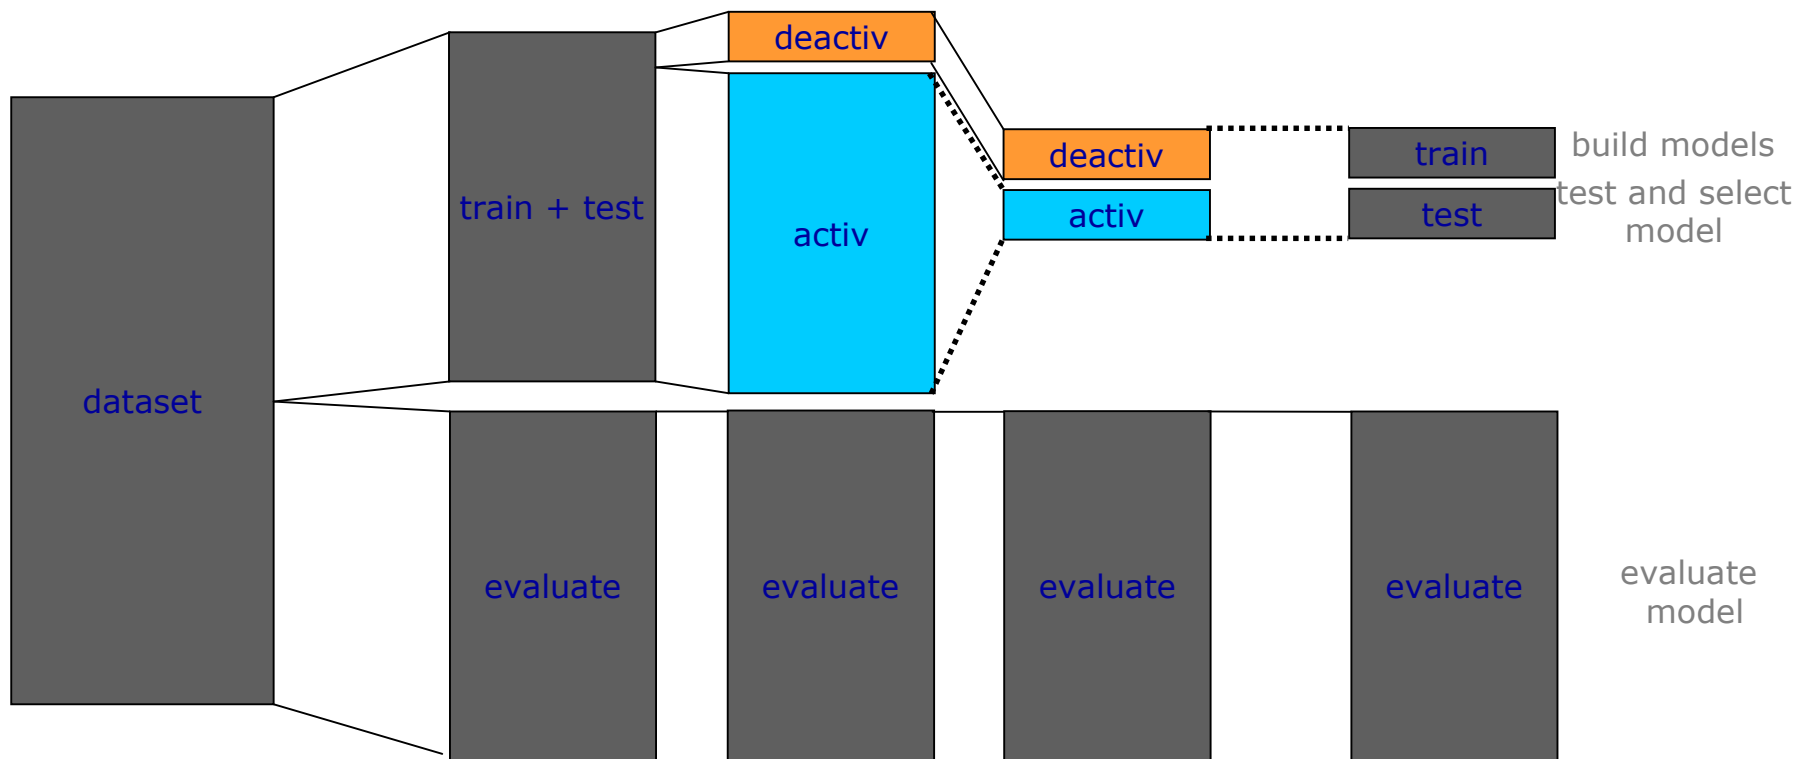 deactiv
dataset
train + test
activ
deactiv
activ
train
test
build models
test and select
model
evaluate
evaluate
evaluate
evaluate
evaluate
model